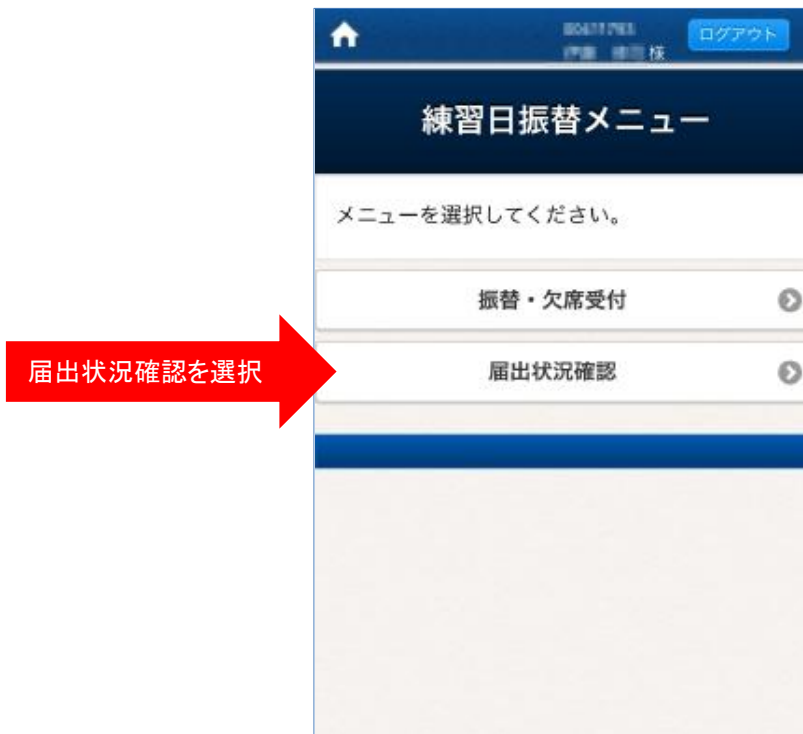 様
ログアウト
練習日振替メニュー
メニューを選択してください。
振替・欠席受付
届出状況確認を選択
届出状況確認